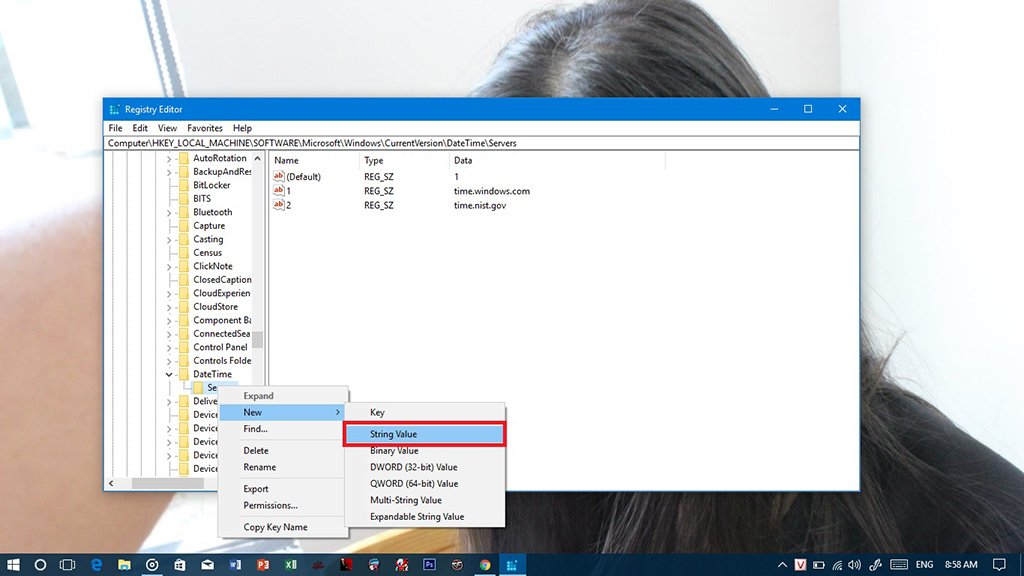 Registry Editor
File Edit View Favorites Help
Computer\HKEY_LOCAL_MACHINE\SOFTWARE\Microsoft\Windows\CurrentVersion\DateTime\Servers
AutoRotation
BackupAndRes
BitLocker
BITS
Bluetooth
Capture
Casting
Census
ClickNote
ClosedCaption
CloudExperien
CloudStore
Component Ba
ConnectedSea
Control Panel
Controls Folde
DateTime
Se
Delive
Device
Device
Device
Device
Device
Name Type Data
(Default) REG_SZ 1
1 REG_SZ time.windows.com
2 REG_SZ time.nist.gov
Expand
New
Find...
Delete
Rename
Export
Permissions...
Copy Key Name
Key
String Value
Binary Value
DWORD (32-bit) Value
QWORD (64-bit) Value
Multi-String Value
Expandable String Value
ENG 8:58 AM